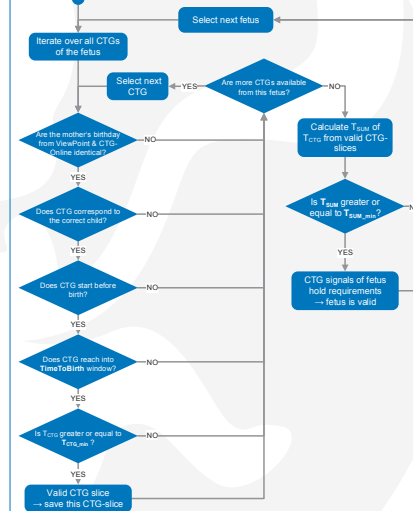 Select next fetus
Iterate over all CTGs
of the fetus
Select next
CTG
YES
Are more CTGs available
from this fetus?
NO
Are the mother's birthday
from ViewPoint & CTG-
Online identical?
NO
Calculate TSUM of
TCTG from valid CTG-
slices
YES
Does CTG correspond to
the correct child?
NO
Is TSUM greater or
equal to TSUM_min?
YES
YES
Does CTG start before
birth?
NO
CTG signals of fetus
hold requirements
→ fetus is valid
YES
Does CTG reach into
TimeToBirth window?
NO
YES
Is TCTG greater or equal to
TCTG_min ?
NO
YES
Valid CTG slice
→ save this CTG-slice